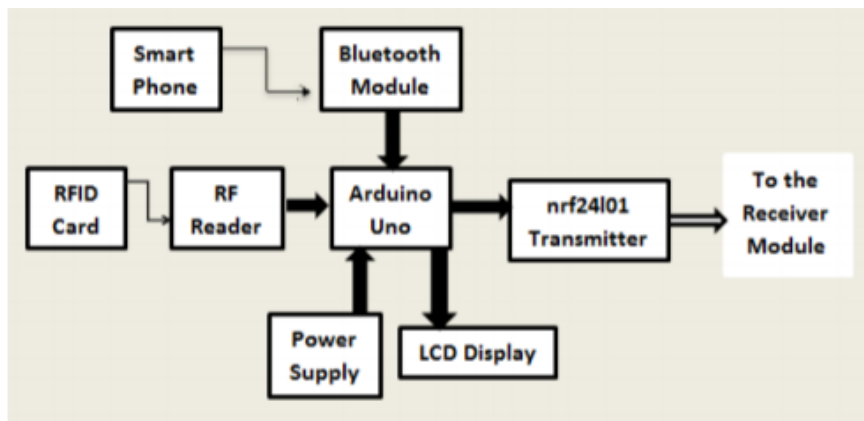 Smart
Phone
Bluetooth
Module
RFID
Card
RF
Reader
Arduino
Uno
nrf24l01
Transmitter
To the
Receiver
Module
Power
Supply
LCD Display